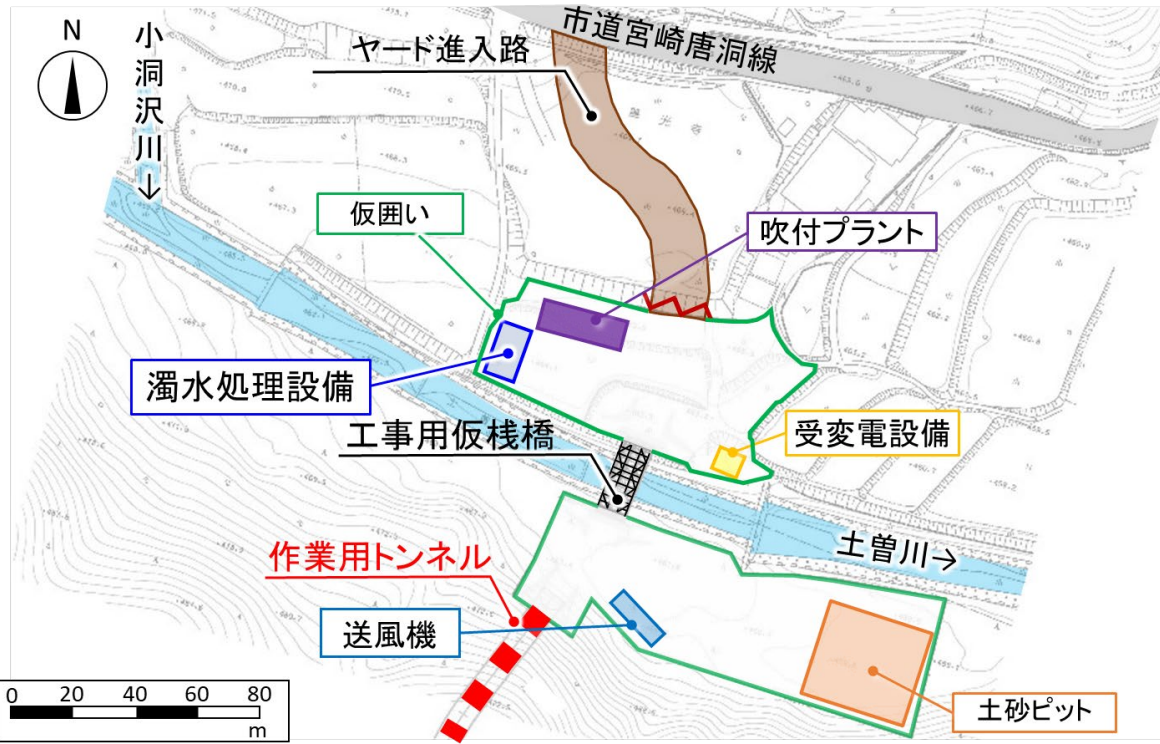 市道宮崎唐洞線
ヤード進入路
N
小洞沢川↓
仮囲い
吹付プラント
濁水処理設備
工事用仮桟橋
受変電設備
土曽川→
作業用トンネル
送風機
土砂ピット
0 20 40 60 80
m